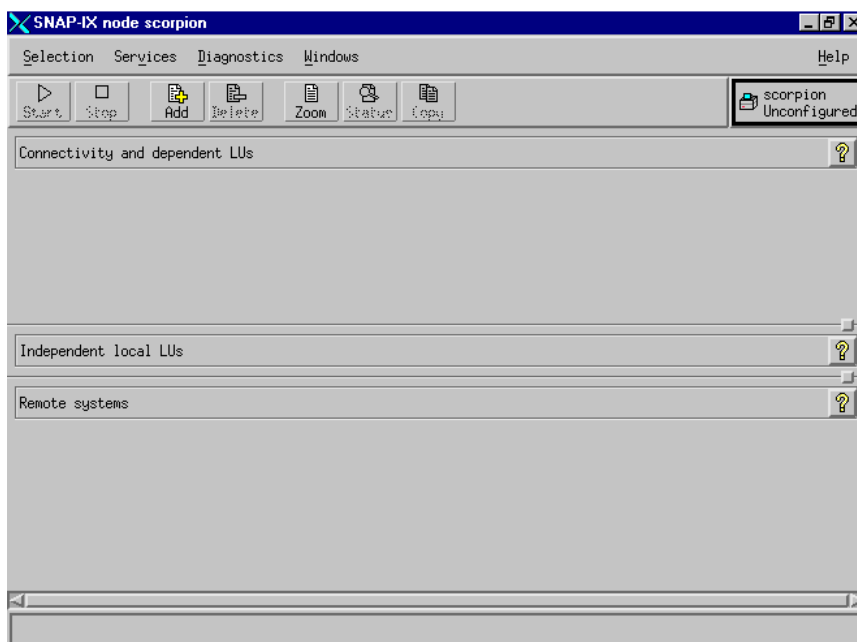 SNAP-IX node scorpion
Selection Services Diagnostics Windows Help
Start Stop Add Delete Zoom Status Copy
scorpion
Unconfigured
Connectivity and dependent LUs
Independent local LUs
Remote systems